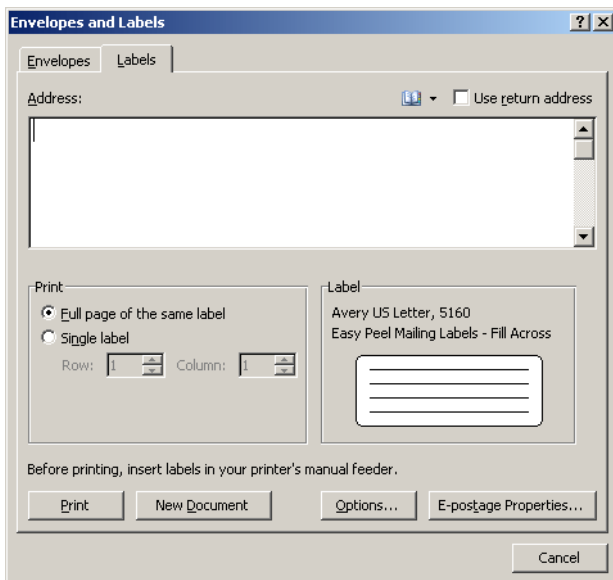 Envelopes and Labels
Envelopes Labels
Address: Use return address
Print Label
Full page of the same label Avery US Letter, 5160
Single label Easy Peel Mailing Labels - Fill Across
Row: 1 Column: 1
Before printing, insert labels in your printer's manual feeder.
Print New Document Options... E-postage Properties...
Cancel